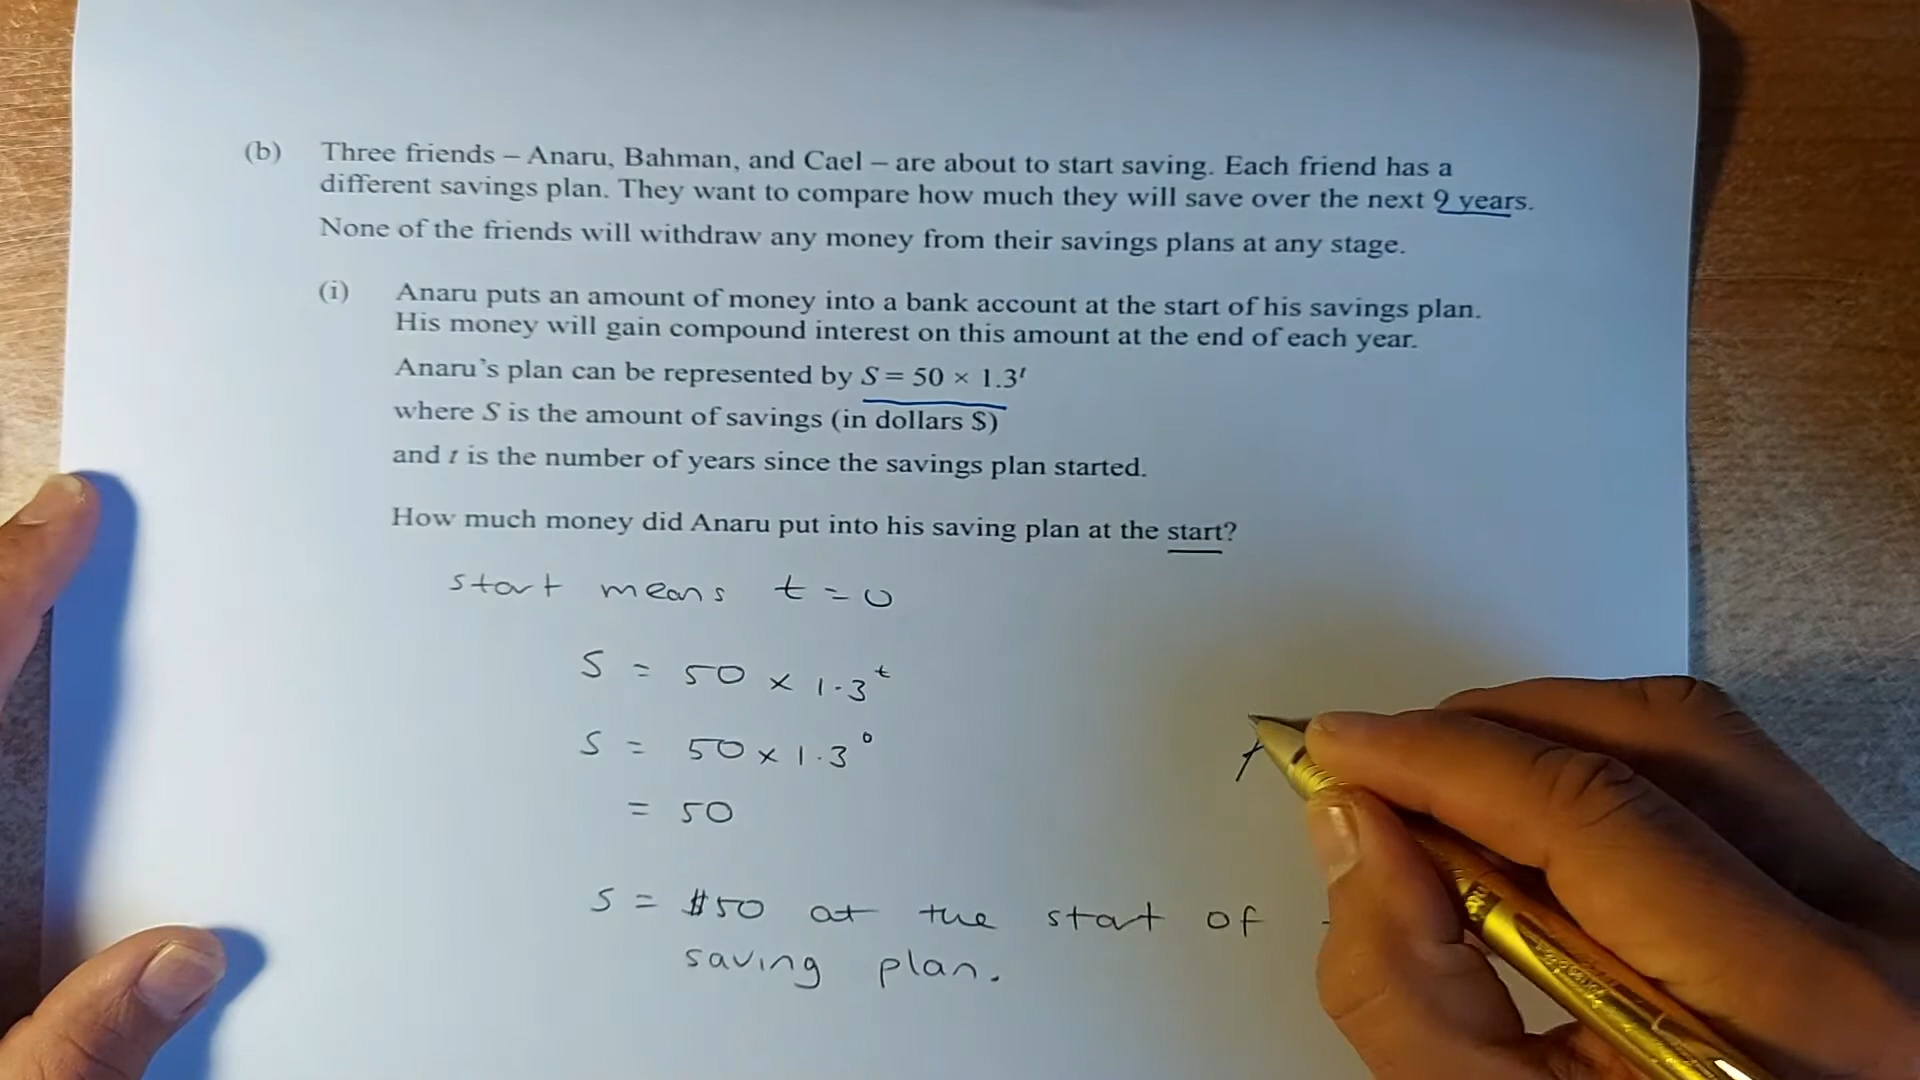 (b) Three friends – Anaru, Bahman, and Cael – are about to start saving. Each friend has a
different savings plan. They want to compare how much they will save over the next 9 years.
None of the friends will withdraw any money from their savings plans at any stage.
(i) Anaru puts an amount of money into a bank account at the start of his savings plan.
His money will gain compound interest on this amount at the end of each year.
Anaru's plan can be represented by S = 50 × 1.3ᵗ
where S is the amount of savings (in dollars $)
and t is the number of years since the savings plan started.
How much money did Anaru put into his saving plan at the start?
start means t = 0
S = 50 × 1.3ᵗ
S = 50 × 1.3⁰
= 50
S = $50 at the start of
saving plan.